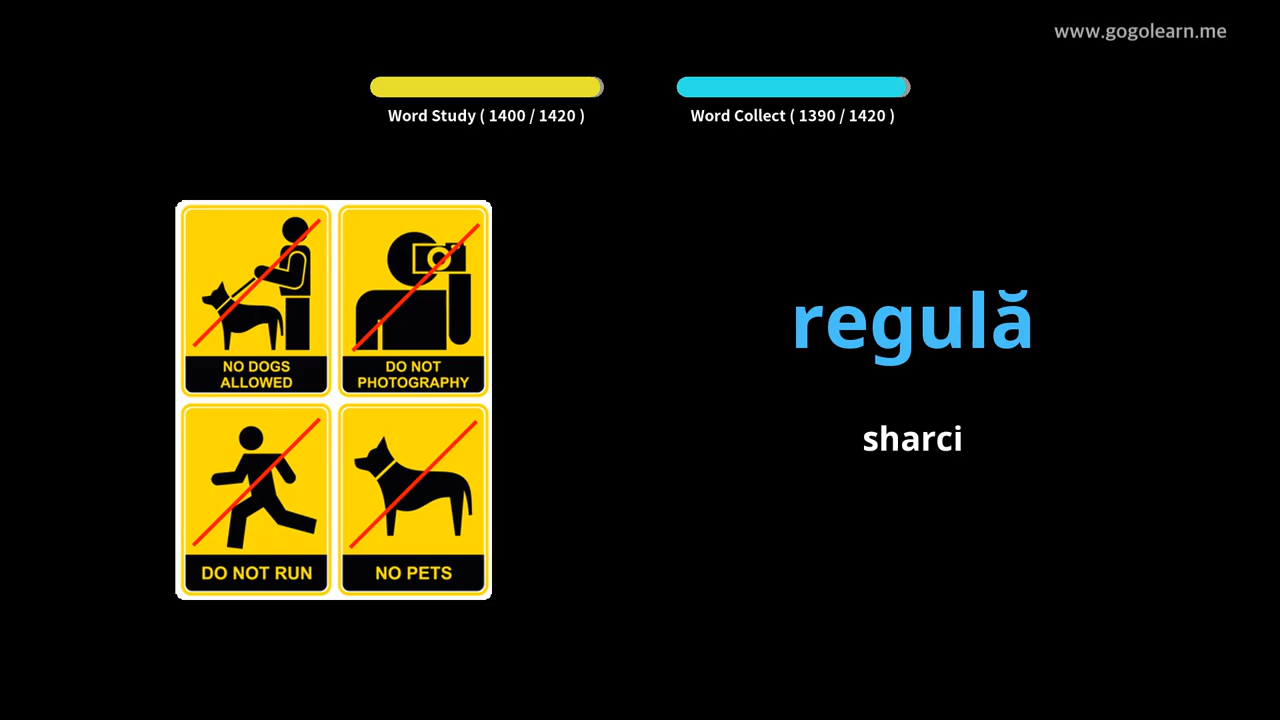 www.gogolearn.me
Word Study ( 1400 / 1420 )
Word Collect ( 1390 / 1420 )
NO DOGS
ALLOWED
DO NOT
PHOTOGRAPHY
DO NOT RUN
NO PETS
regulă
sharci